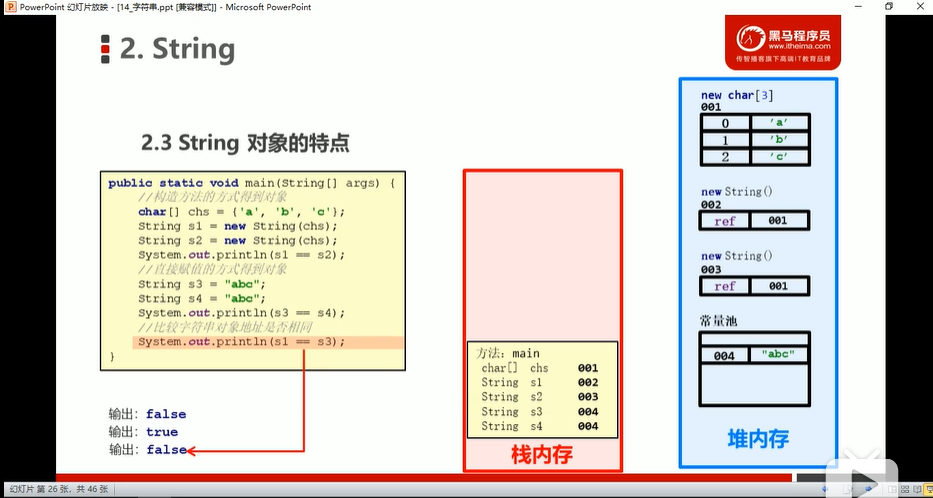 PowerPoint 幻灯片放映 - [14_字符串.ppt [兼容模式]] - Microsoft PowerPoint
2. String
黑马程序员
www.itheima.com
传智播客旗下高端IT教育品牌
2.3 String 对象的特点
public static void main(String[] args) {
//构造方法的方式得到对象
char[] chs = {'a', 'b', 'c'};
String s1 = new String(chs);
String s2 = new String(chs);
System.out.println(s1 == s2);
//直接赋值的方式得到对象
String s3 = "abc";
String s4 = "abc";
System.out.println(s3 == s4);
//比较字符串对象地址是否相同
System.out.println(s1 == s3);
}
输出: false
输出: true
输出: false
方法: main
char[] chs 001
String s1 002
String s2 003
String s3 004
String s4 004
栈内存
new char[3]
001
0 'a'
1 'b'
2 'c'
new String()
002
ref 001
new String()
003
ref 001
常量池
004 "abc"
堆内存
幻灯片 第 26 张, 共 46 张